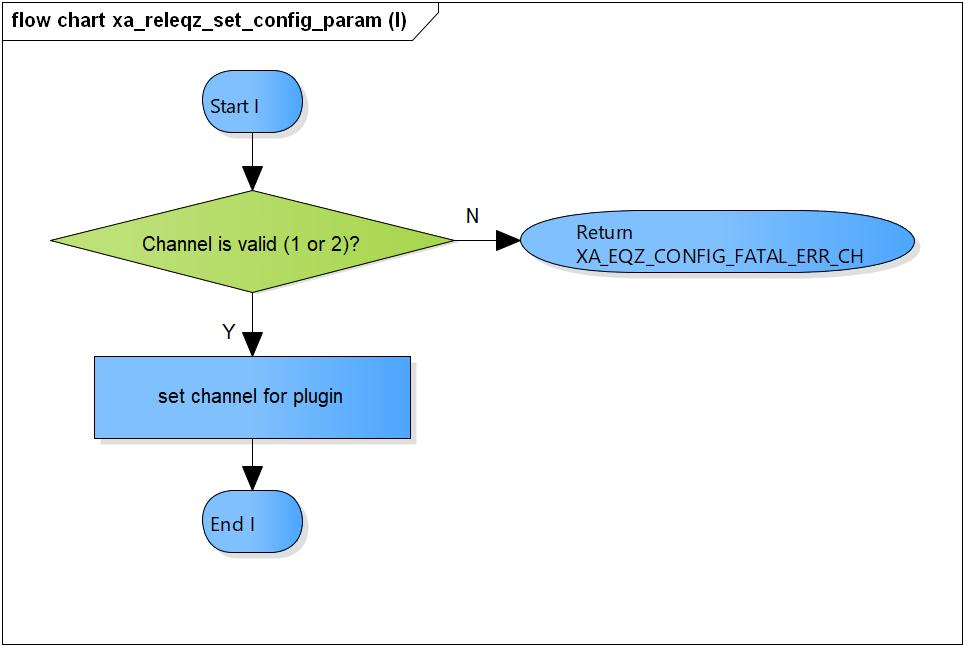 flow chart xa_releqz_set_config_param (I)
Start I
Channel is valid (1 or 2)?
N
Return
XA_EQZ_CONFIG_FATAL_ERR_CH
Y
set channel for plugin
End I